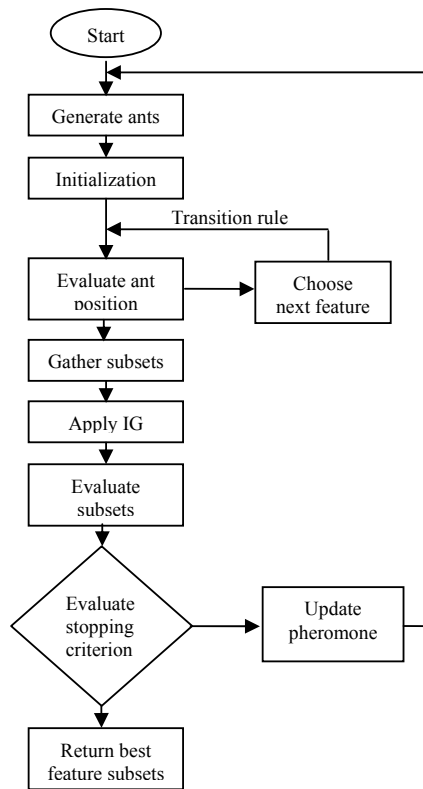 Start
Generate ants
Initialization
Transition rule
Evaluate ant
position
Choose
next feature
Gather subsets
Apply IG
Evaluate
subsets
Evaluate
stopping
criterion
Update
pheromone
Return best
feature subsets